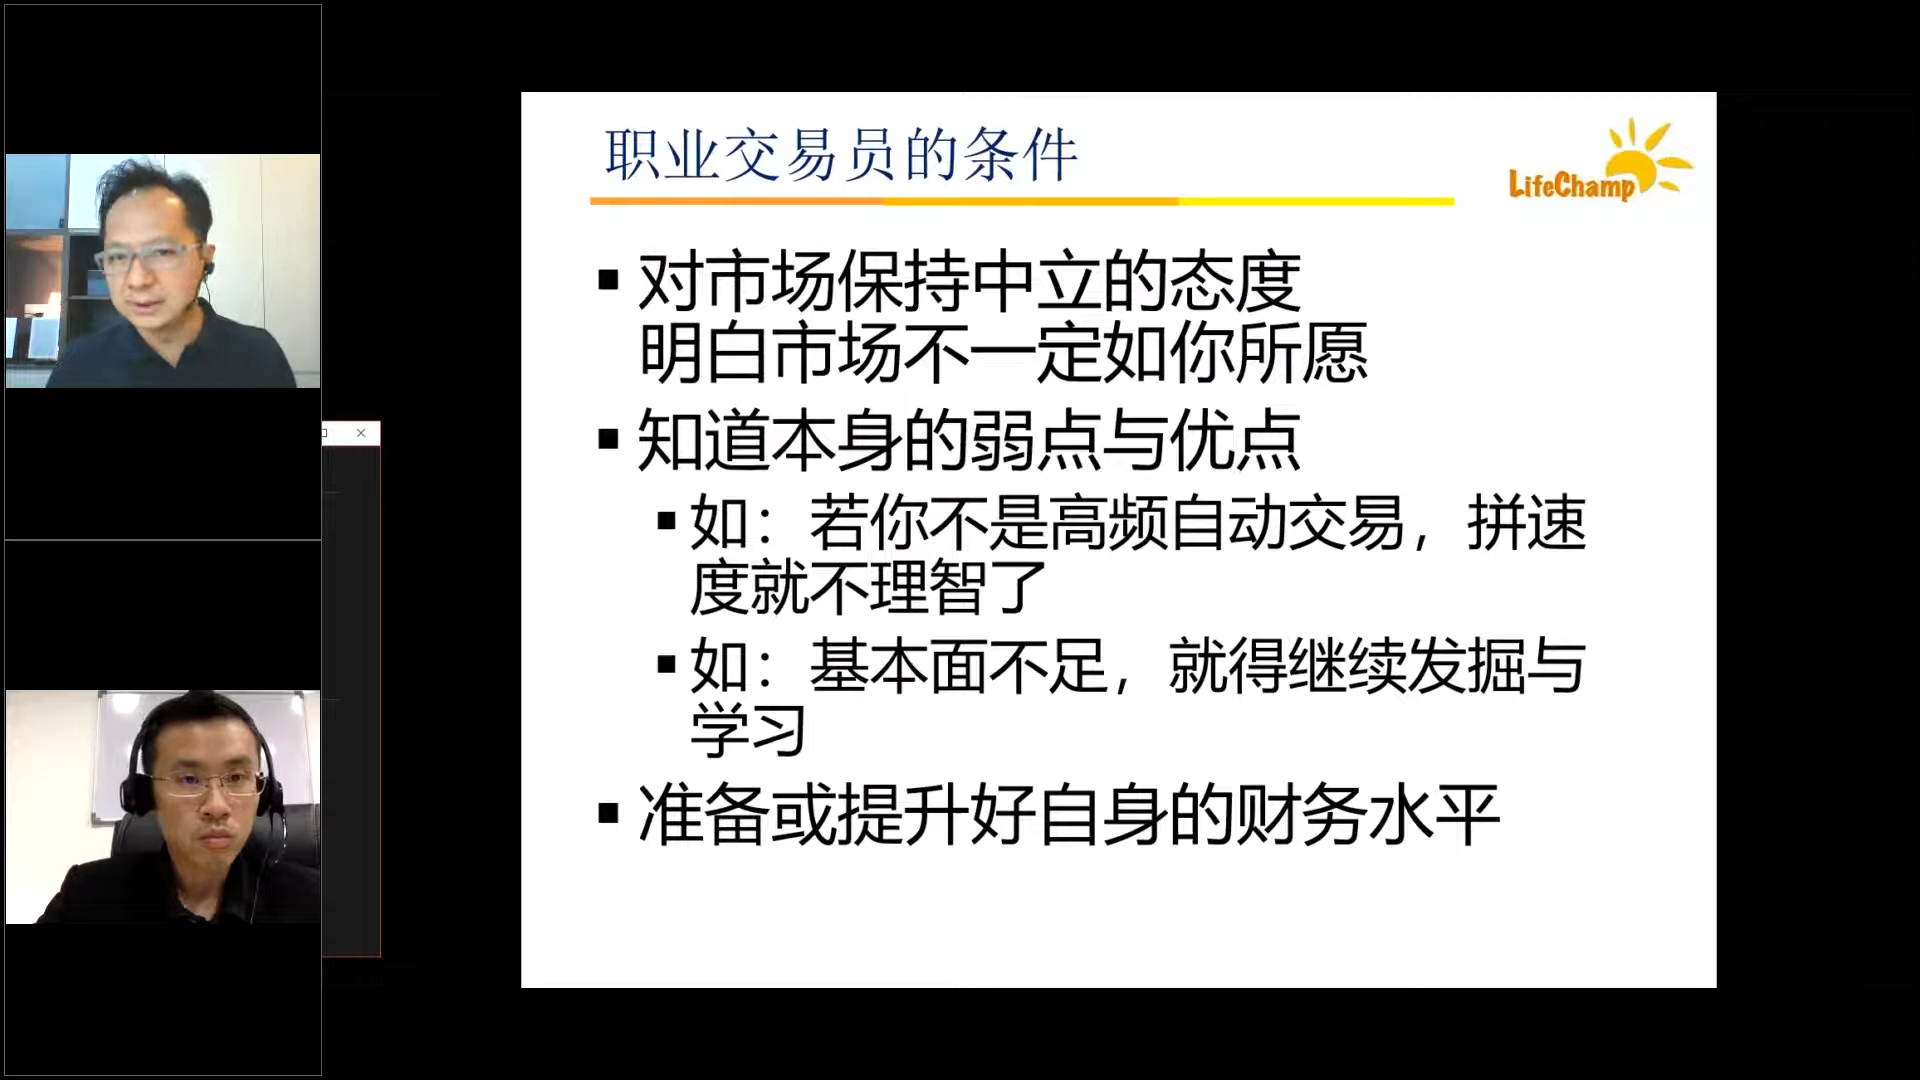 职业交易员的条件
LifeChamp
▪ 对市场保持中立的态度
明白市场不一定如你所愿
▪ 知道本身的弱点与优点
▪ 如：若你不是高频自动交易，拼速
度就不理智了
▪ 如：基本面不足，就得继续发掘与
学习
▪ 准备或提升好自身的财务水平